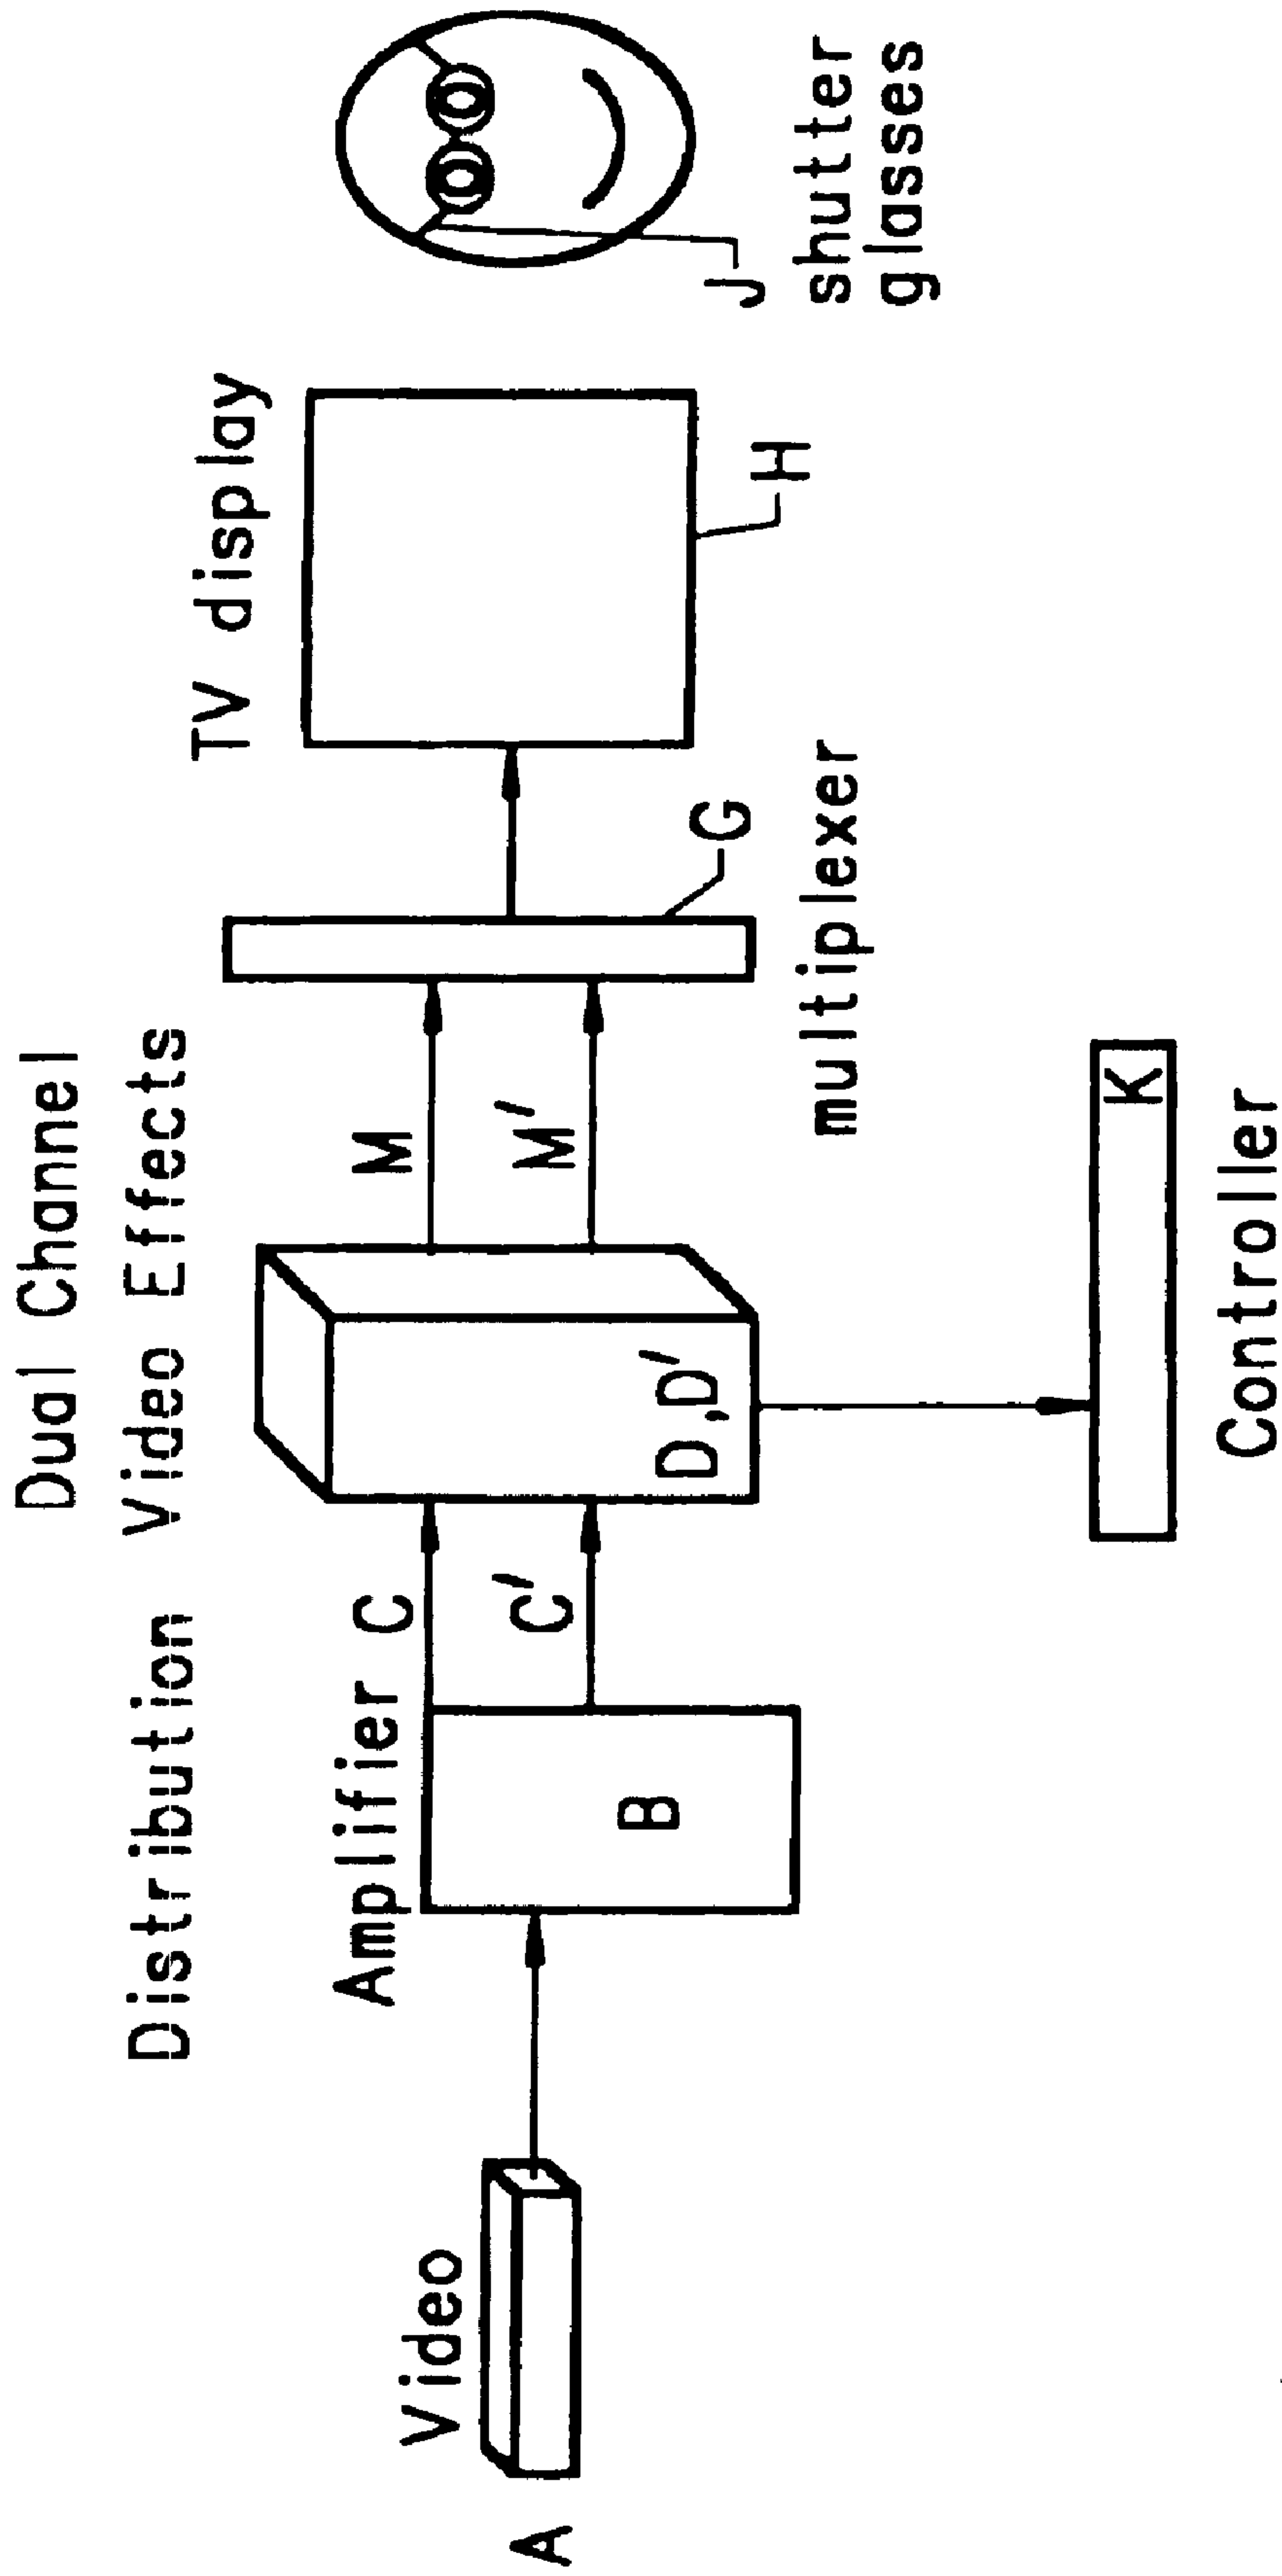 Dual Channel
Video Effects
Distribution
Amplifier
TV display
Video
A
B
C
C'
D,D'
M
M'
G
multiplexer
H
J
shutter
glasses
K
Controller